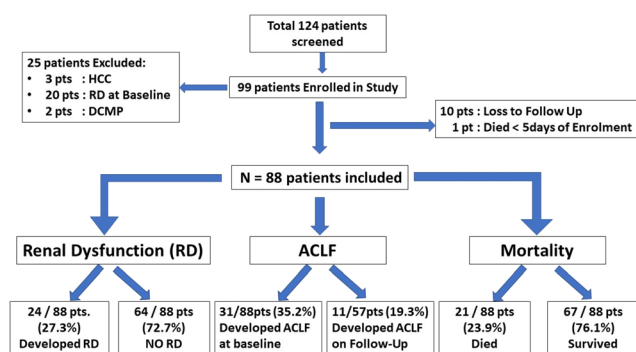 Total 124 patients
screened
25 patients Excluded:
• 3 pts : HCC
• 20 pts : RD at Baseline
• 2 pts : DCMP
99 patients Enrolled in Study
10 pts : Loss to Follow Up
1 pt : Died < 5days of Enrolment
N = 88 patients included
Renal Dysfunction (RD)
ACLF
Mortality
24 / 88 pts.
(27.3%)
Developed RD
64 / 88 pts
(72.7%)
NO RD
31/88pts (35.2%)
Developed ACLF
at baseline
11/57pts (19.3%)
Developed ACLF
on Follow-Up
21 / 88 pts
(23.9%)
Died
67 / 88 pts
(76.1%)
Survived